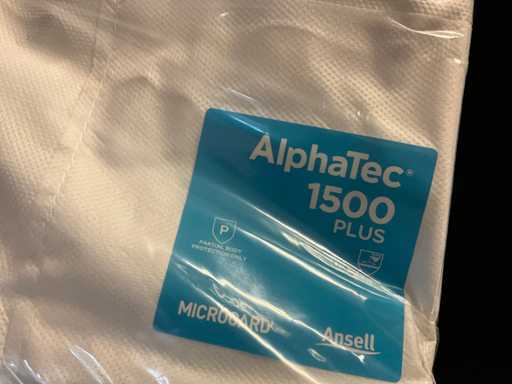 AlphaTec®
1500
PLUS
P
PARTIAL BODY
PROTECTION ONLY
MICROGARD®
Ansell